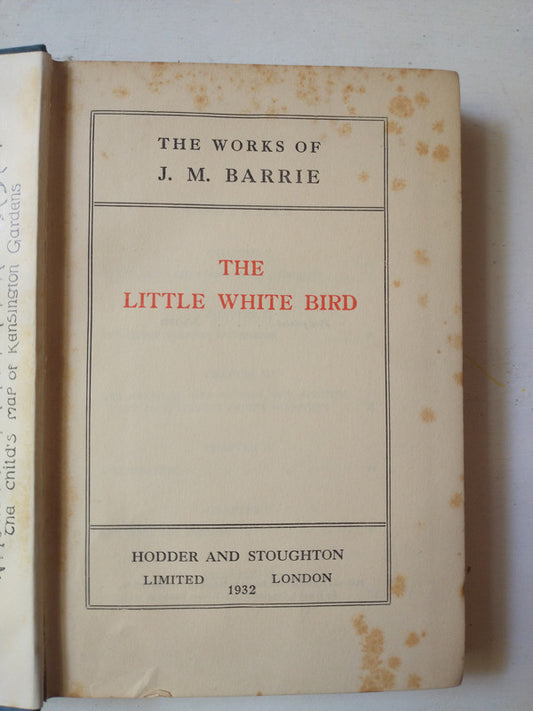 THE WORKS OF
J. M. BARRIE
THE
LITTLE WHITE BIRD
HODDER AND STOUGHTON
LIMITED LONDON
1932
the child's map of Kensington Gardens